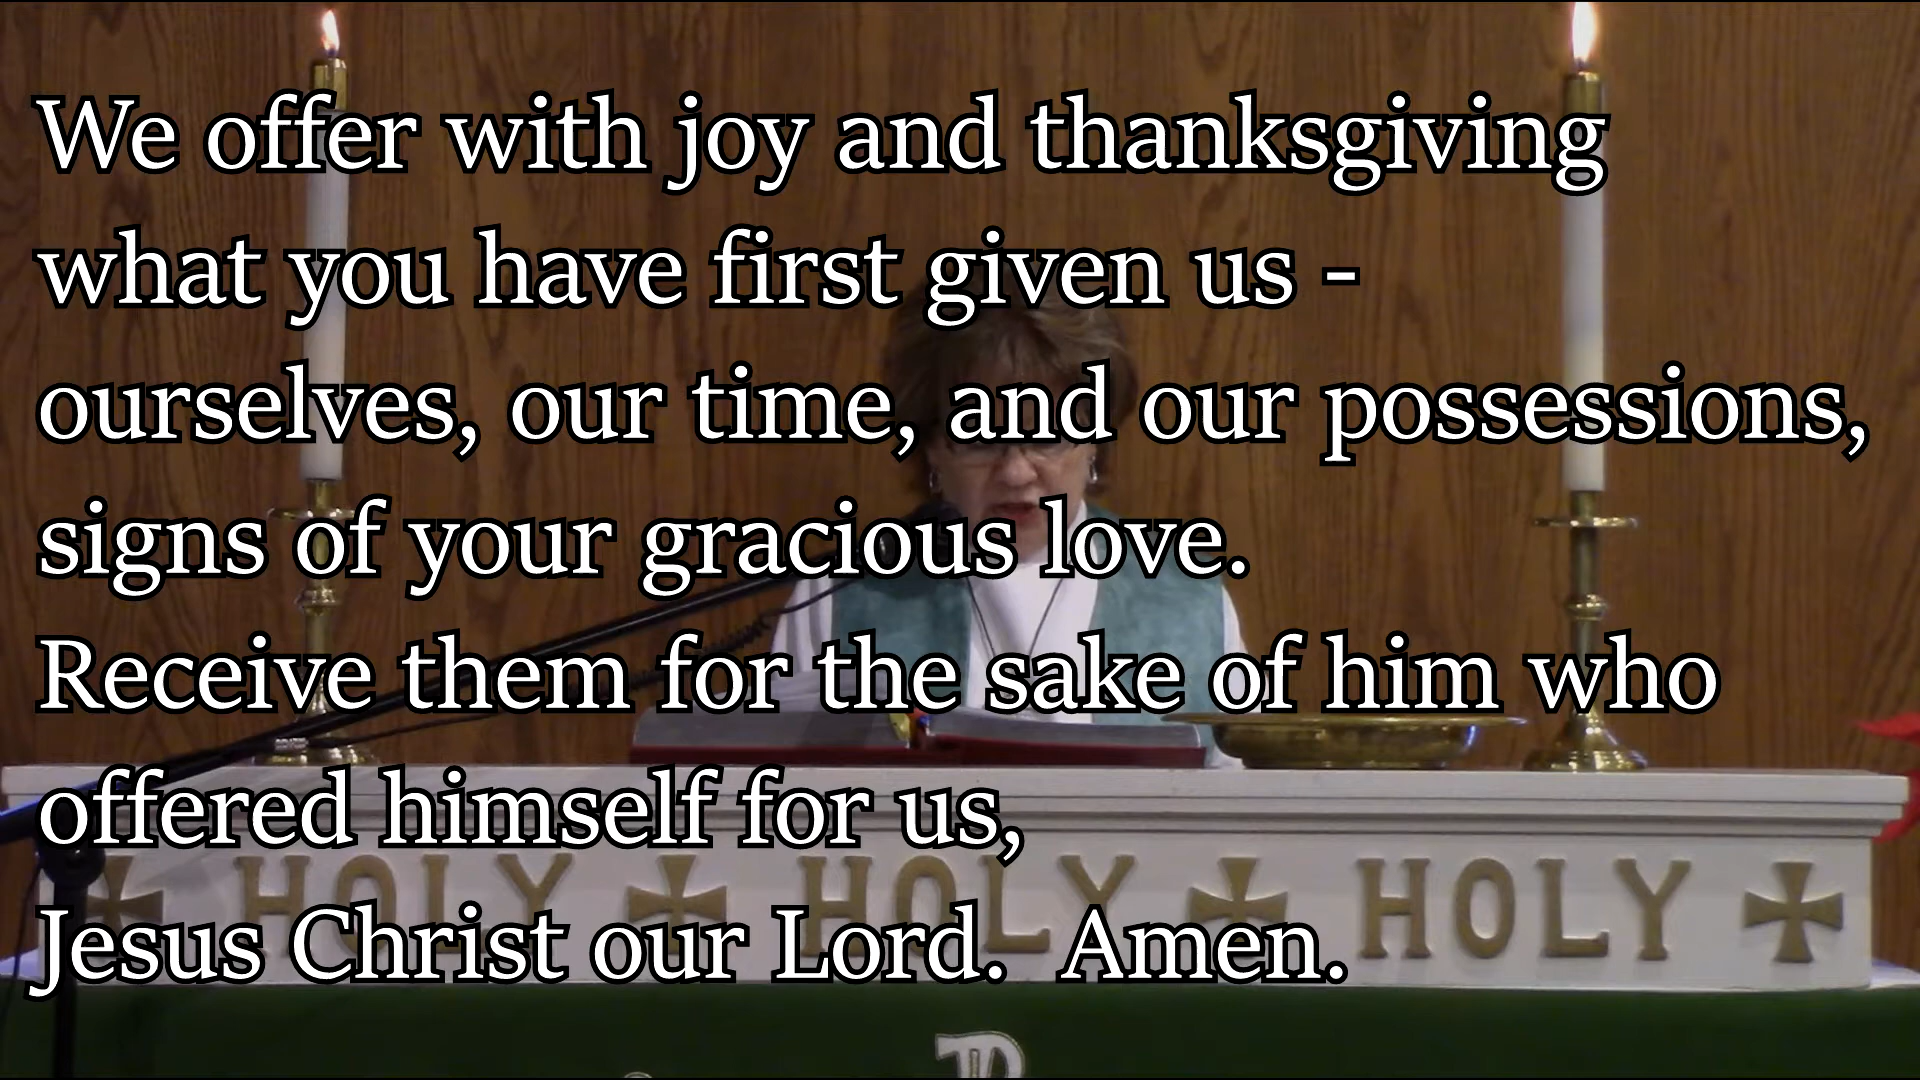 We offer with joy and thanksgiving
what you have first given us -
ourselves, our time, and our possessions,
signs of your gracious love.
Receive them for the sake of him who
offered himself for us,
Jesus Christ our Lord.  Amen.
HOLY HOLY HOLY